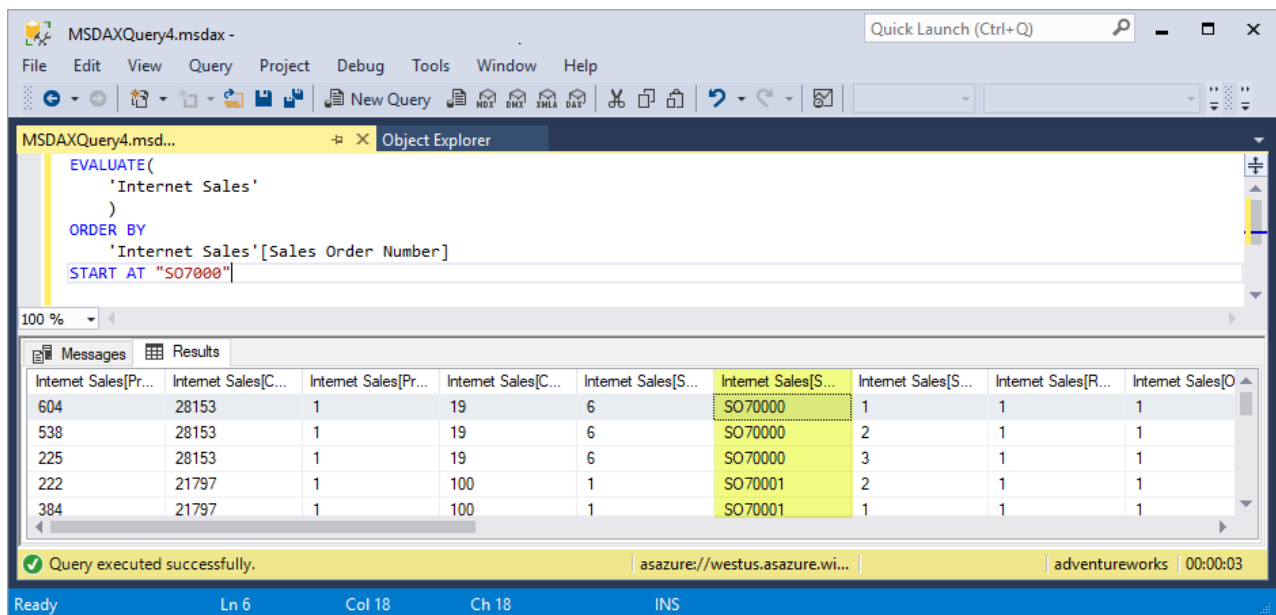 MSDAXQuery4.msdax -
Quick Launch (Ctrl+Q)
File Edit View Query Project Debug Tools Window Help
New Query MDX DMX XMLA DAX
MSDAXQuery4.msd... Object Explorer
EVALUATE(
'Internet Sales'
)
ORDER BY
'Internet Sales'[Sales Order Number]
START AT "SO7000"
100 %
Messages Results
Internet Sales[Pr... Internet Sales[C... Internet Sales[Pr... Internet Sales[C... Internet Sales[S... Internet Sales[S... Internet Sales[S... Internet Sales[R... Internet Sales[O
604 28153 1 19 6 SO70000 1 1 1
538 28153 1 19 6 SO70000 2 1 1
225 28153 1 19 6 SO70000 3 1 1
222 21797 1 100 1 SO70001 2 1 1
384 21797 1 100 1 SO70001 1 1 1
Query executed successfully. asazure://westus.asazure.wi... adventureworks 00:00:03
Ready Ln 6 Col 18 Ch 18 INS